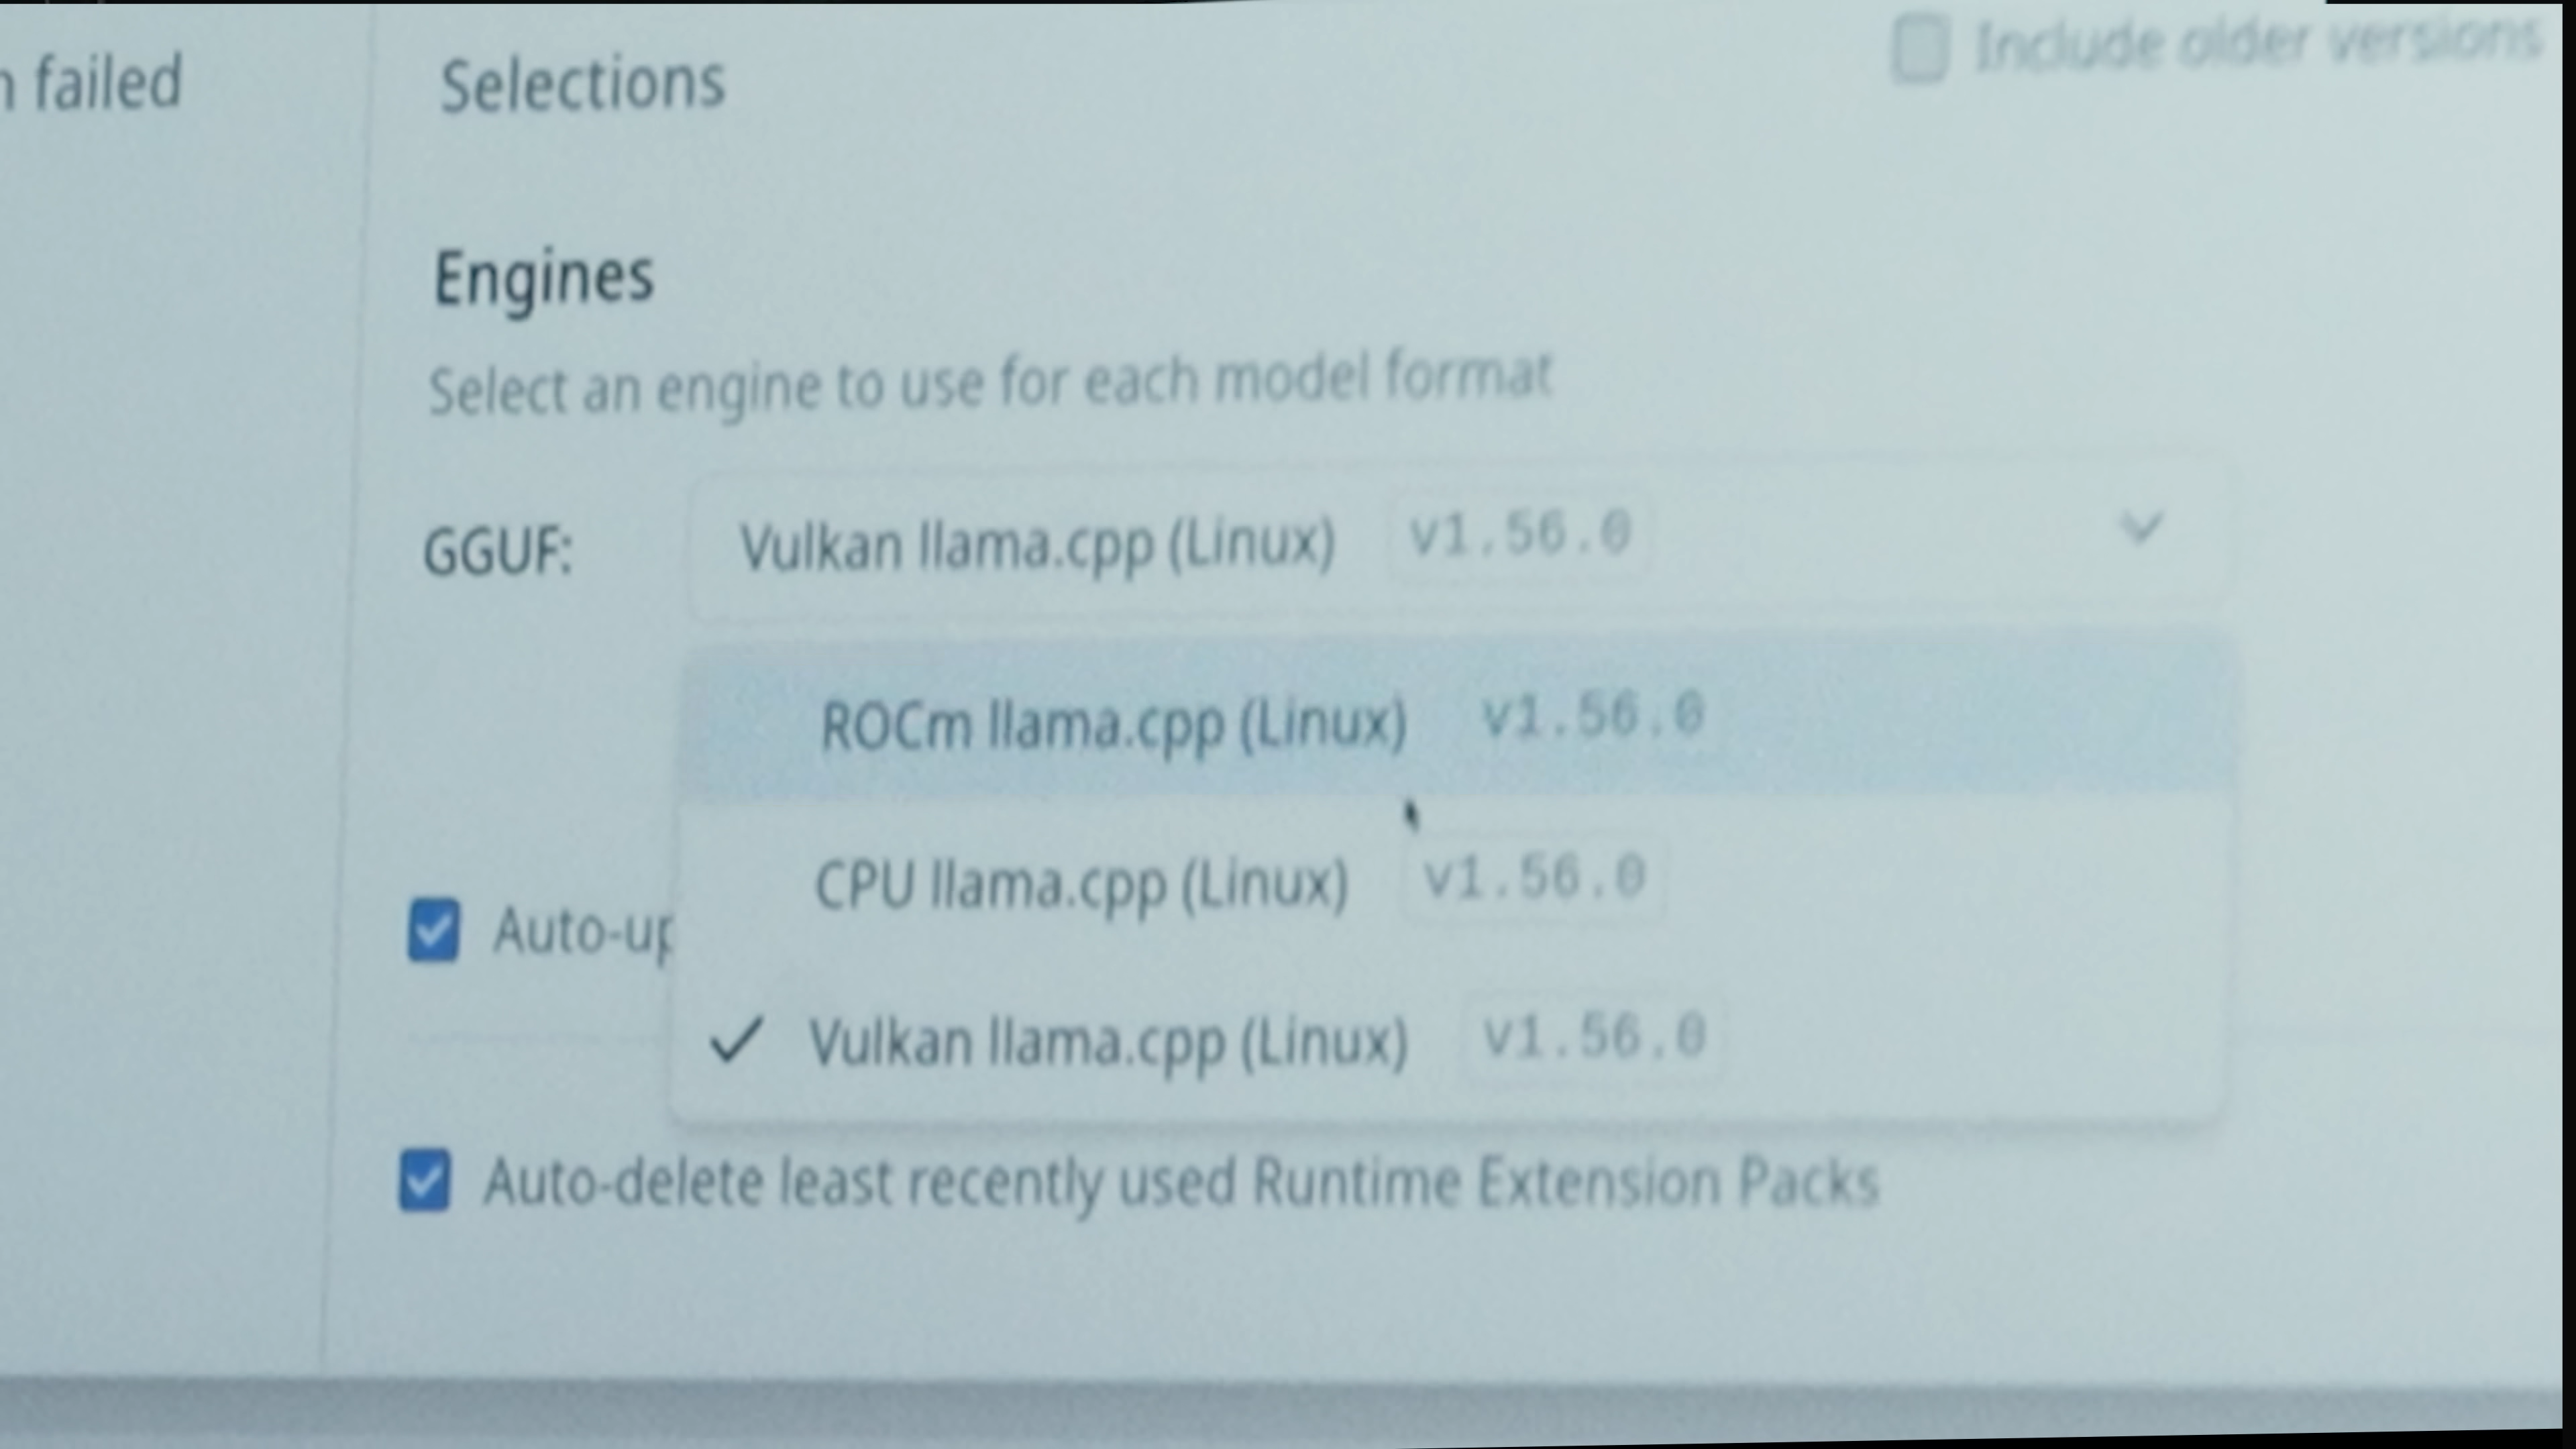 failed
Selections
Include older versions
Engines
Select an engine to use for each model format
GGUF: Vulkan llama.cpp (Linux) v1.56.0
ROCm llama.cpp (Linux) v1.56.0
CPU llama.cpp (Linux) v1.56.0
Auto-up
Vulkan llama.cpp (Linux) v1.56.0
Auto-delete least recently used Runtime Extension Packs